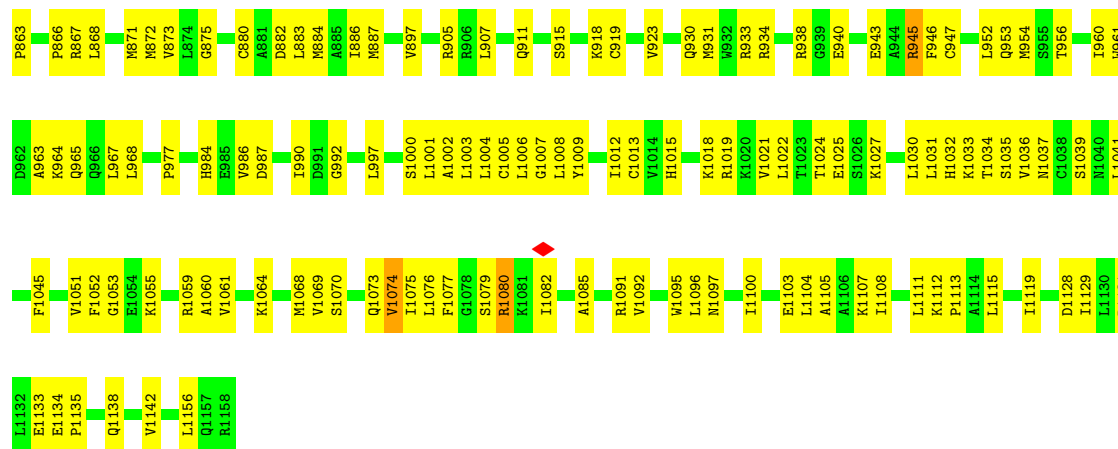 P863 P866 R867 L868 M871 M872 V873 L874 G875 C880 A881 D882 L883 M884 A885 I886 M887 V897 R905 R906 L907 Q911 S915 K918 C919 V923 Q930 M931 W932 R933 R934 R938 G939 E940 E943 A944 R945 F946 C947 L952 Q953 M954 S955 T956 I960
D962 A963 K964 Q965 Q966 L967 L968 P977 H984 E985 V986 D987 I990 D991 G992 L997 S1000 L1001 A1002 L1003 L1004 C1005 L1006 G1007 L1008 Y1009 I1012 C1013 V1014 H1015 K1018 R1019 K1020 V1021 L1022 T1023 T1024 E1025 S1026 K1027 L1030 L1031 H1032 K1033 T1034 S1035 V1036 N1037 C1038 S1039 N1040
F1045 V1051 F1052 G1053 E1054 K1055 R1059 A1060 V1061 K1064 M1068 V1069 S1070 Q1073 V1074 I1075 L1076 F1077 G1078 S1079 R1080 K1081 I1082 A1085 R1091 V1092 W1095 L1096 N1097 I1100 E1103 L1104 A1105 A1106 K1107 I1108 L1111 K1112 P1113 A1114 L1115 I1119 D1128 I1129 L1130
L1132 E1133 E1134 P1135 Q1138 V1142 L1156 Q1157 R1158